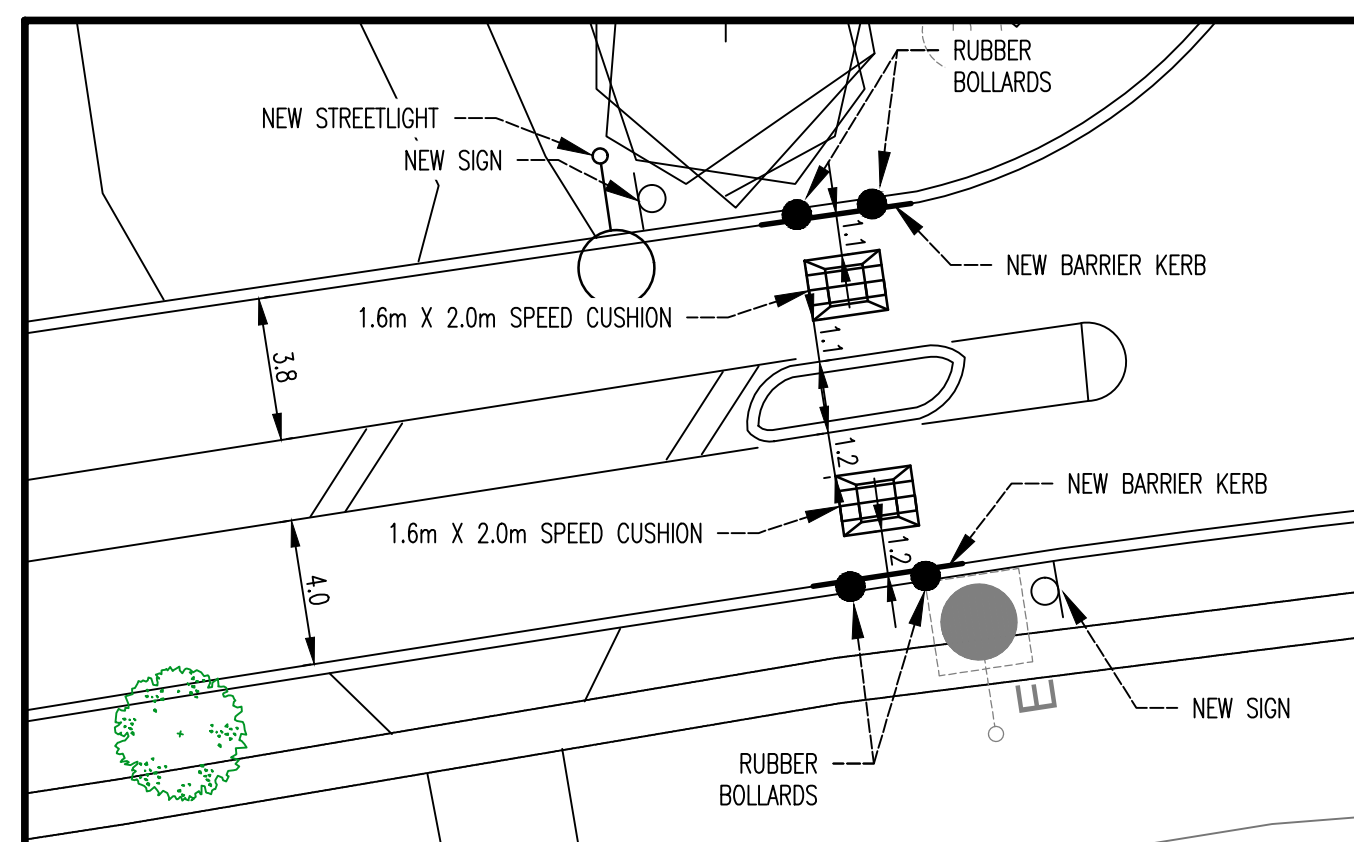 RUBBER
BOLLARDS
NEW STREETLIGHT
NEW SIGN
1.1
NEW BARRIER KERB
1.6m X 2.0m SPEED CUSHION
1.1
3.8
1.2
NEW BARRIER KERB
1.6m X 2.0m SPEED CUSHION
1.2
4.0
E
NEW SIGN
RUBBER
BOLLARDS